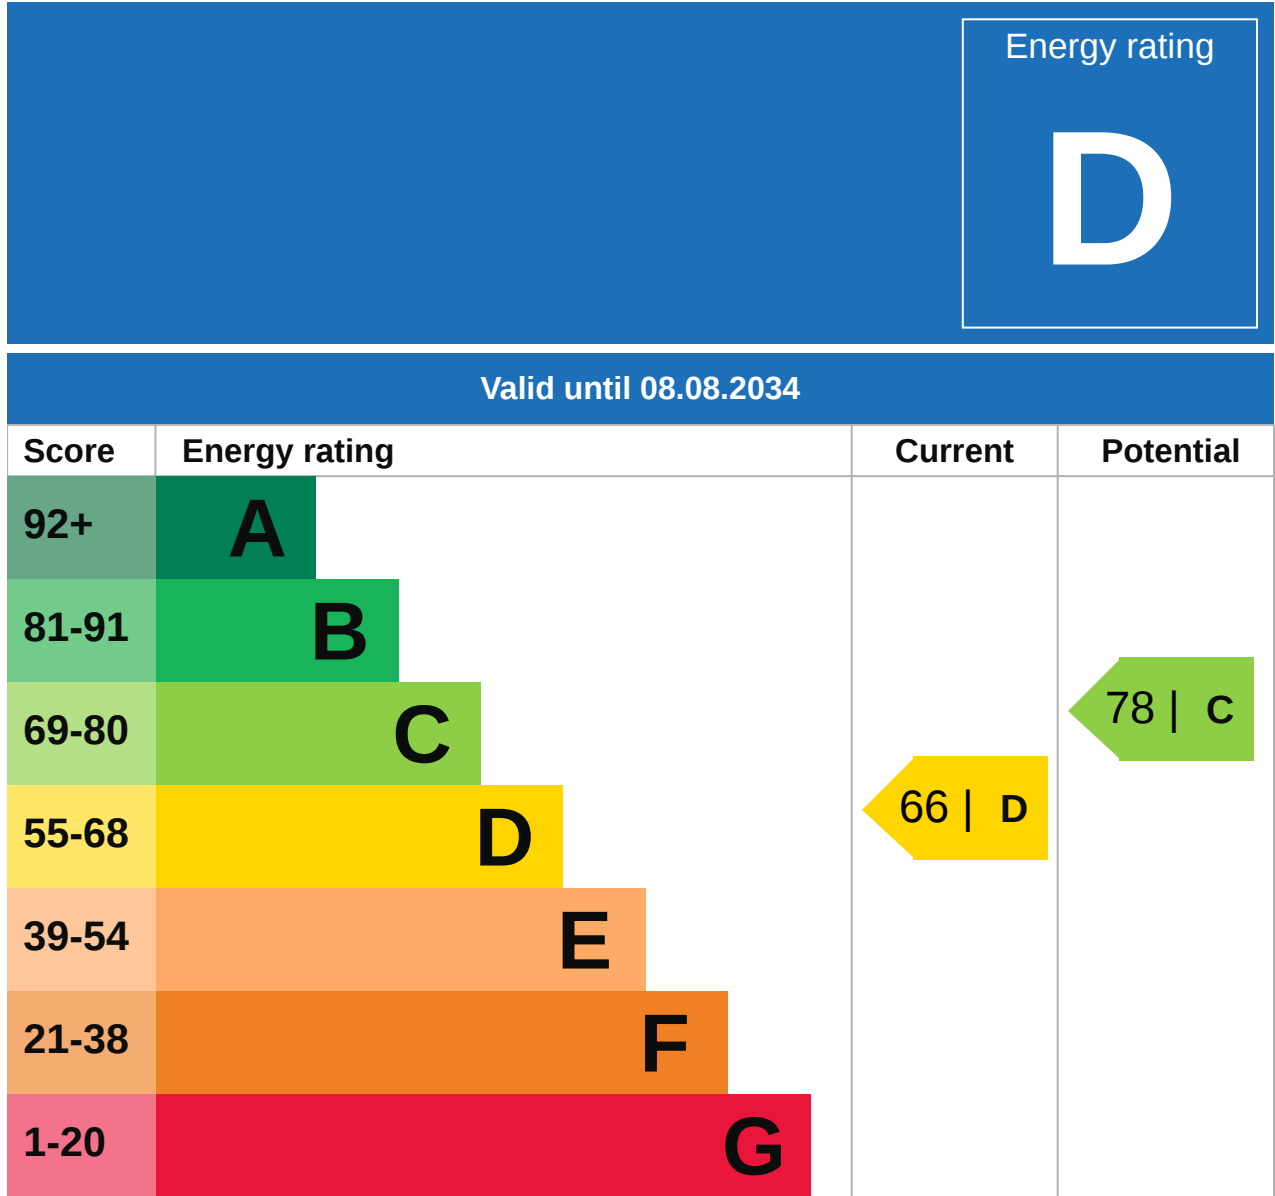 Energy rating
D
Valid until 08.08.2034
Score Energy rating Current Potential
92+ A
81-91 B
69-80 C
78 | C
55-68 D
66 | D
39-54 E
21-38 F
1-20 G